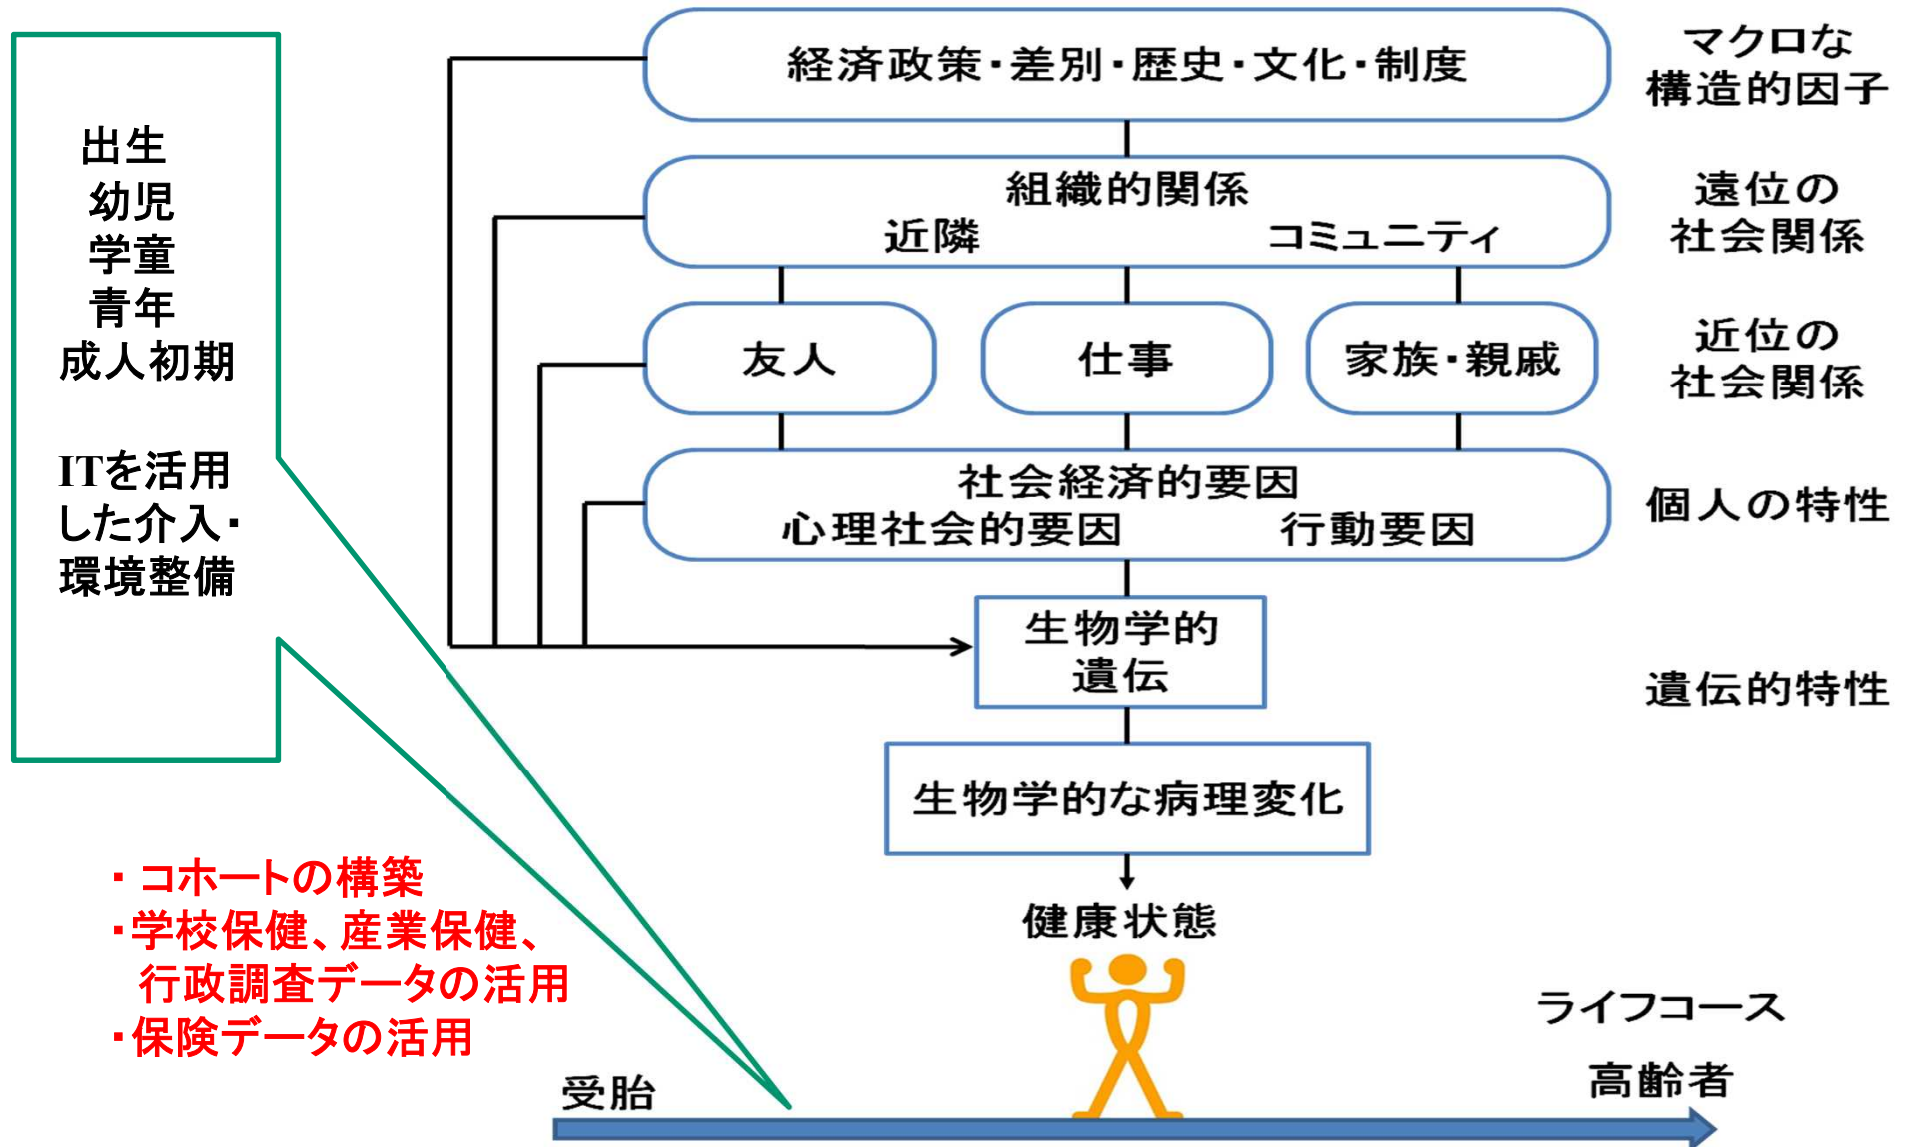 出生
幼児
学童
青年
成人初期
ITを活用
した介入・
環境整備
経済政策・差別・歴史・文化・制度
マクロな
構造的因子
組織的関係
近隣 コミュニティ
遠位の
社会関係
友人 仕事 家族・親戚
近位の
社会関係
社会経済的要因
心理社会的要因 行動要因
個人の特性
生物学的
遺伝
遺伝的特性
生物学的な病理変化
健康状態
・コホートの構築
・学校保健、産業保健、
行政調査データの活用
・保険データの活用
ライフコース
受胎
高齢者